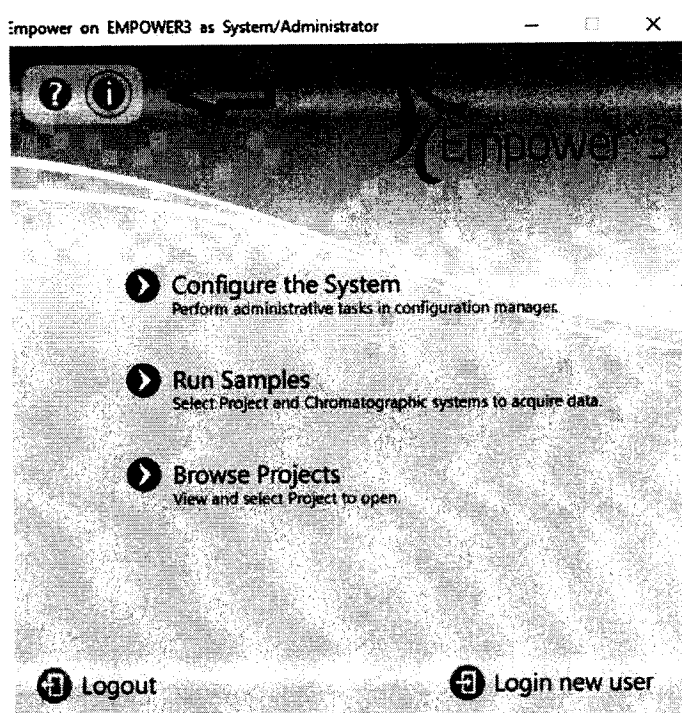 Empower on EMPOWER3 as System/Administrator
? i
Empower® 3
Configure the System
Perform administrative tasks in configuration manager.
Run Samples
Select Project and Chromatographic systems to acquire data.
Browse Projects
View and select Project to open.
Logout
Login new user